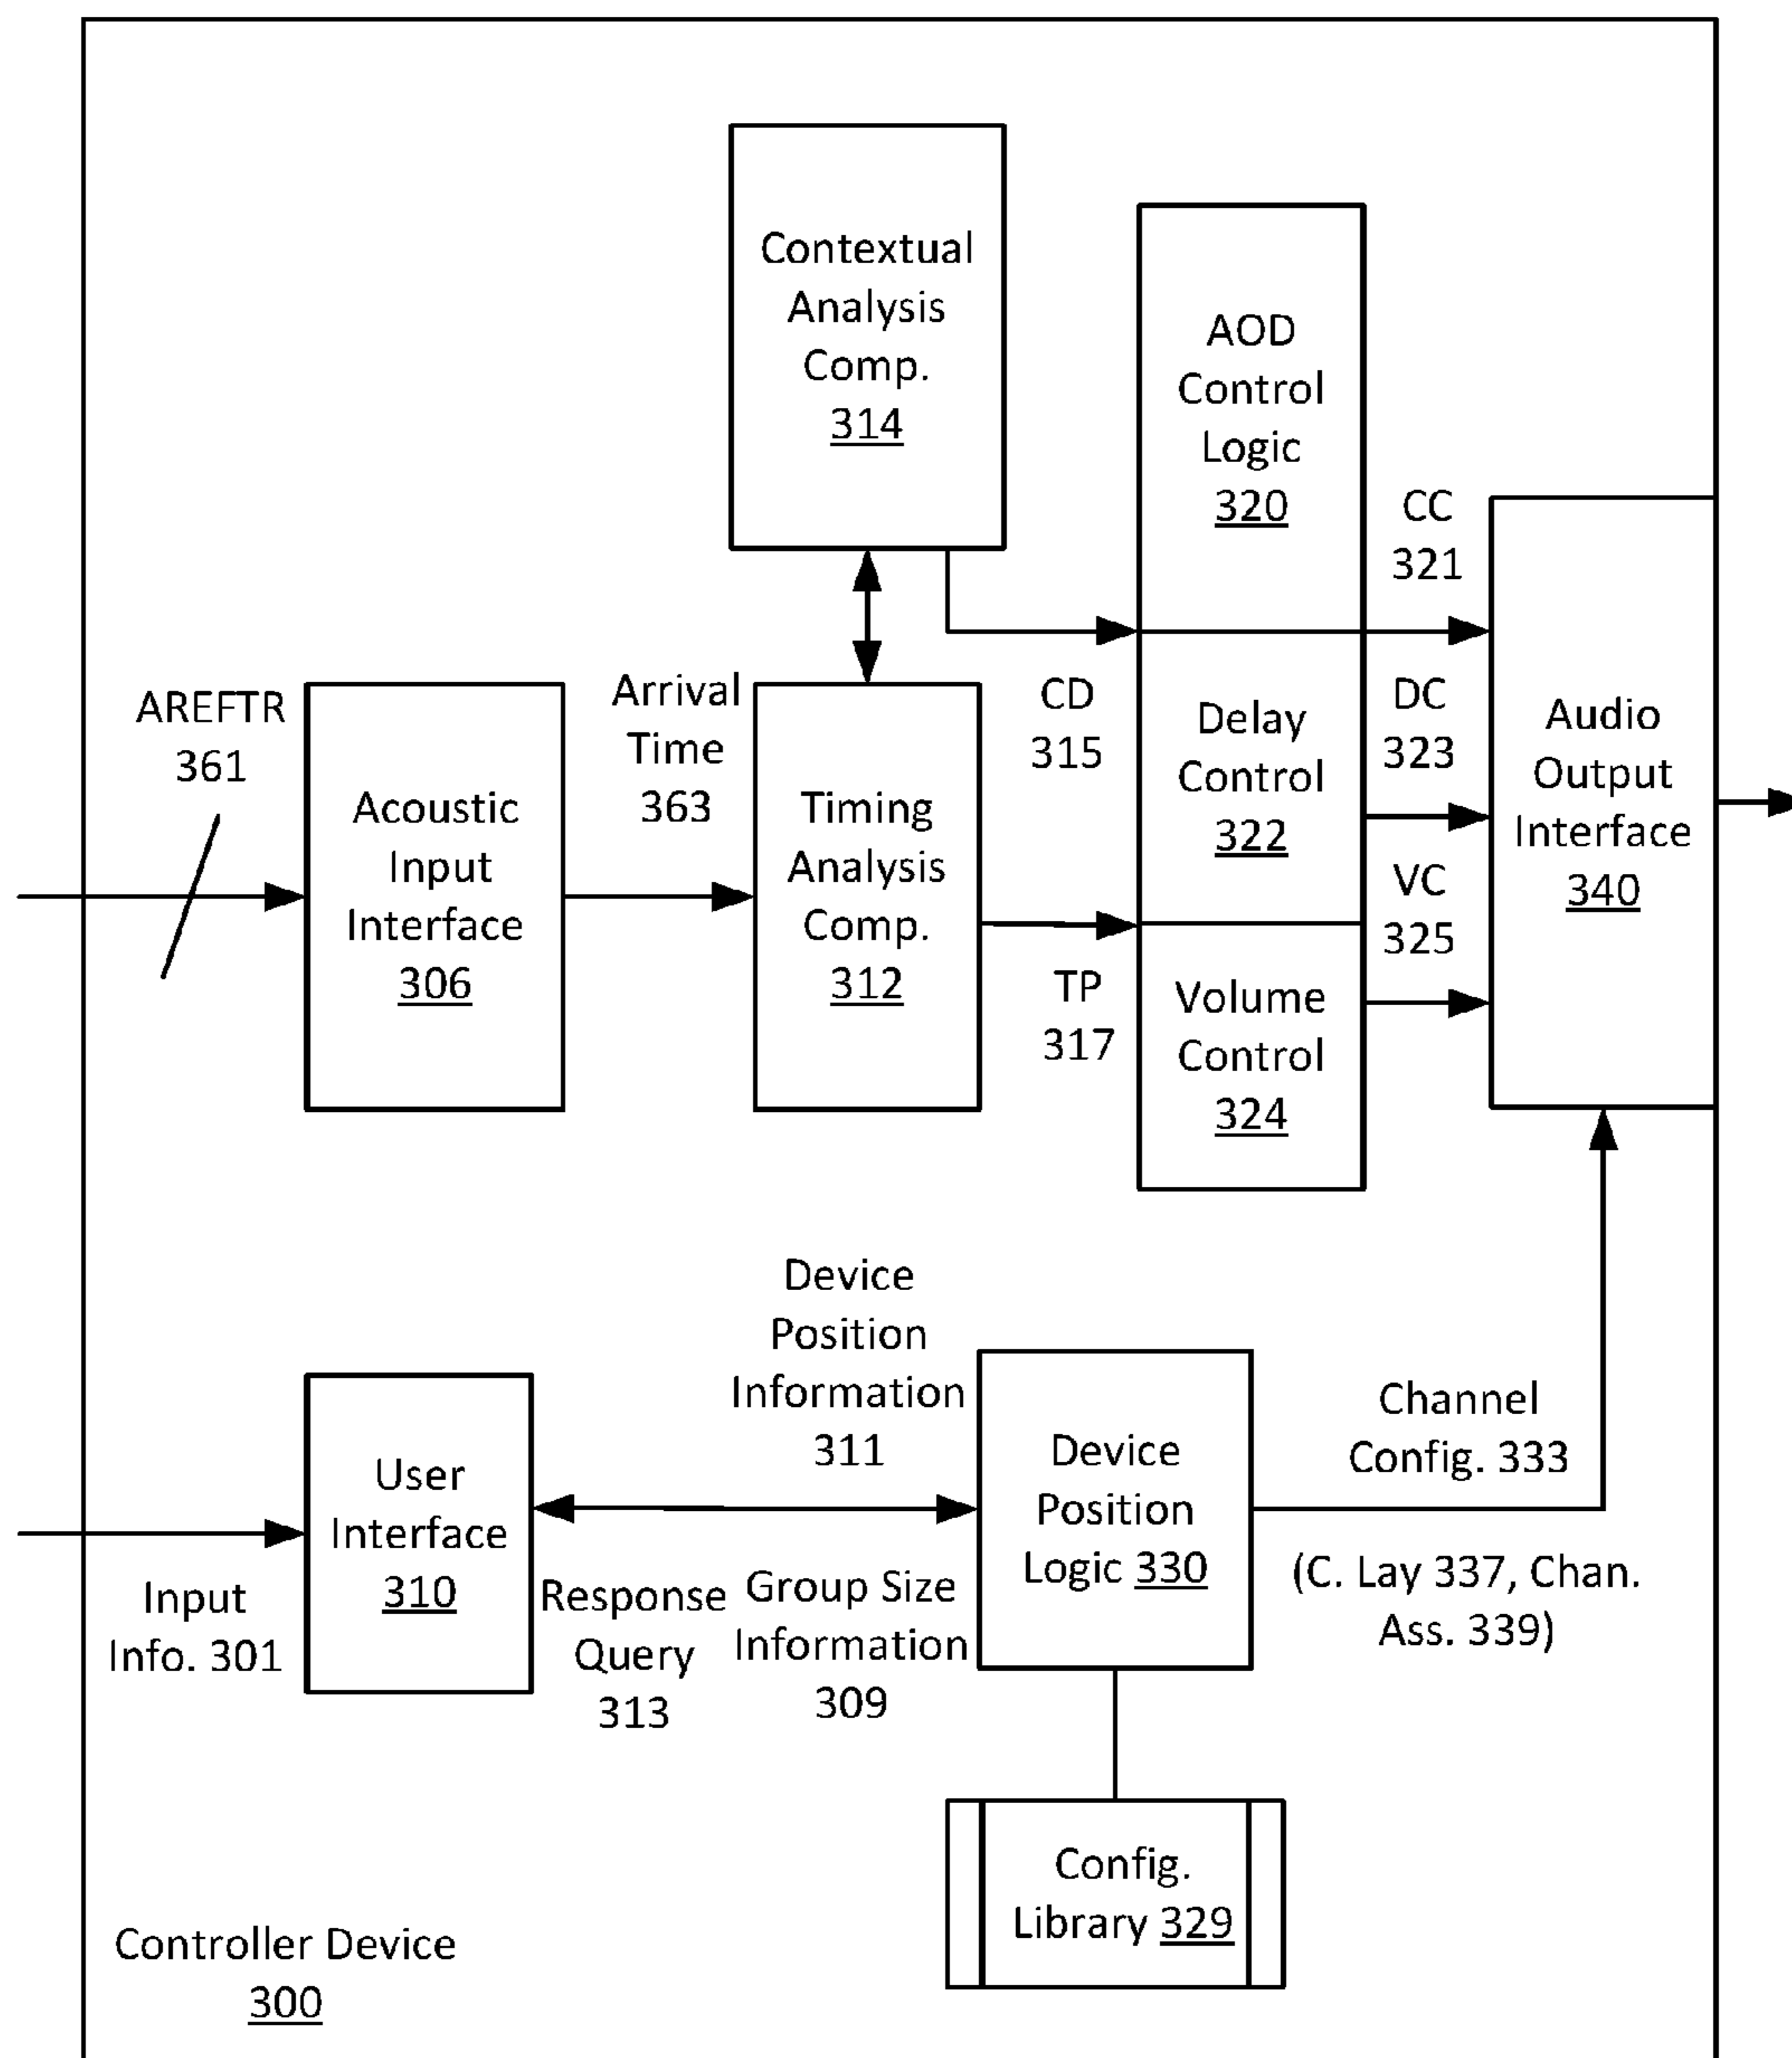 Contextual
Analysis
Comp.
314
AOD
Control
Logic
320
CC
321
AREFTR
361
Acoustic
Input
Interface
306
Arrival
Time
363
Timing
Analysis
Comp.
312
CD
315
TP
317
Delay
Control
322
Volume
Control
324
DC
323
VC
325
Audio
Output
Interface
340
Input
Info. 301
User
Interface
310
Device
Position
Information
311
Response
Query
313
Group Size
Information
309
Device
Position
Logic 330
Channel
Config. 333
(C. Lay 337, Chan.
Ass. 339)
Config.
Library 329
Controller Device
300